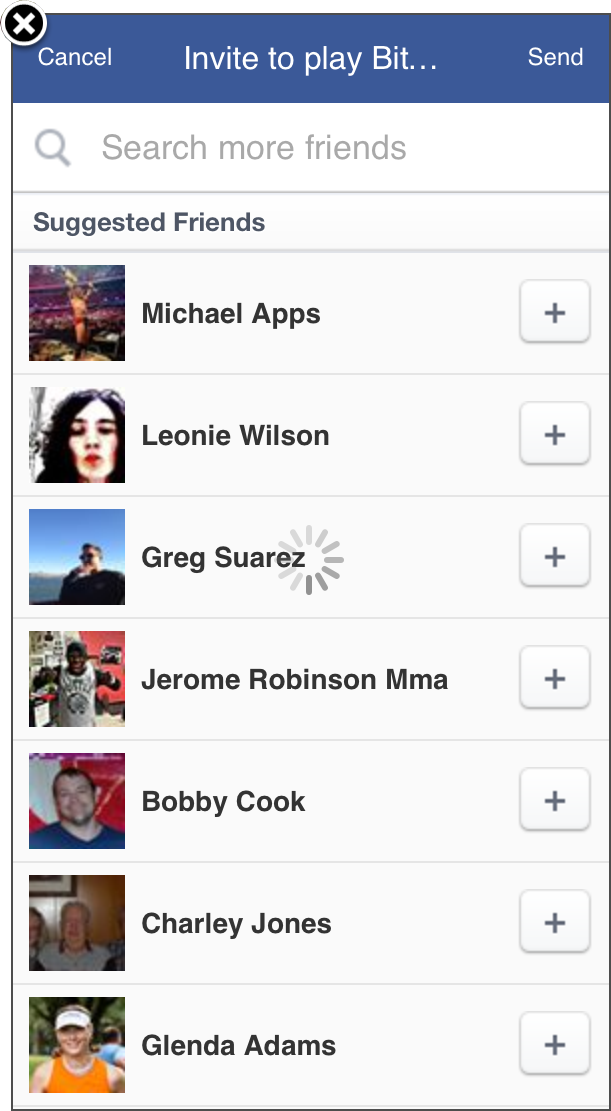 Cancel
Invite to play Bit…
Send
Search more friends
Suggested Friends
Michael Apps
+
Leonie Wilson
+
Greg Suarez
+
Jerome Robinson Mma
+
Bobby Cook
+
Charley Jones
+
Glenda Adams
+